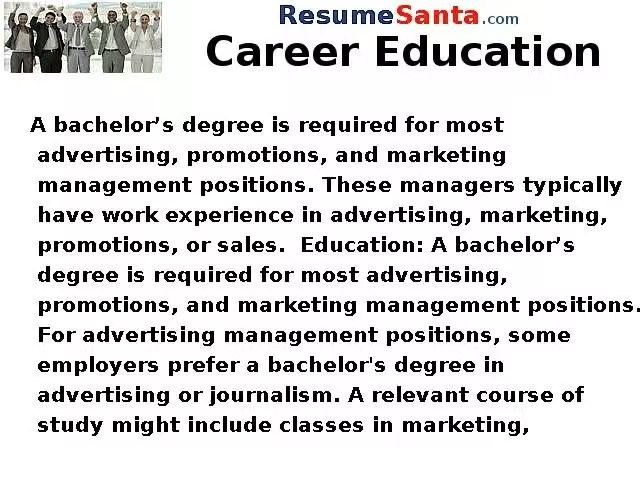 ResumeSanta.com
Career Education
A bachelor’s degree is required for most
advertising, promotions, and marketing
management positions. These managers typically
have work experience in advertising, marketing,
promotions, or sales.  Education: A bachelor’s
degree is required for most advertising,
promotions, and marketing management positions.
For advertising management positions, some
employers prefer a bachelor's degree in
advertising or journalism. A relevant course of
study might include classes in marketing,